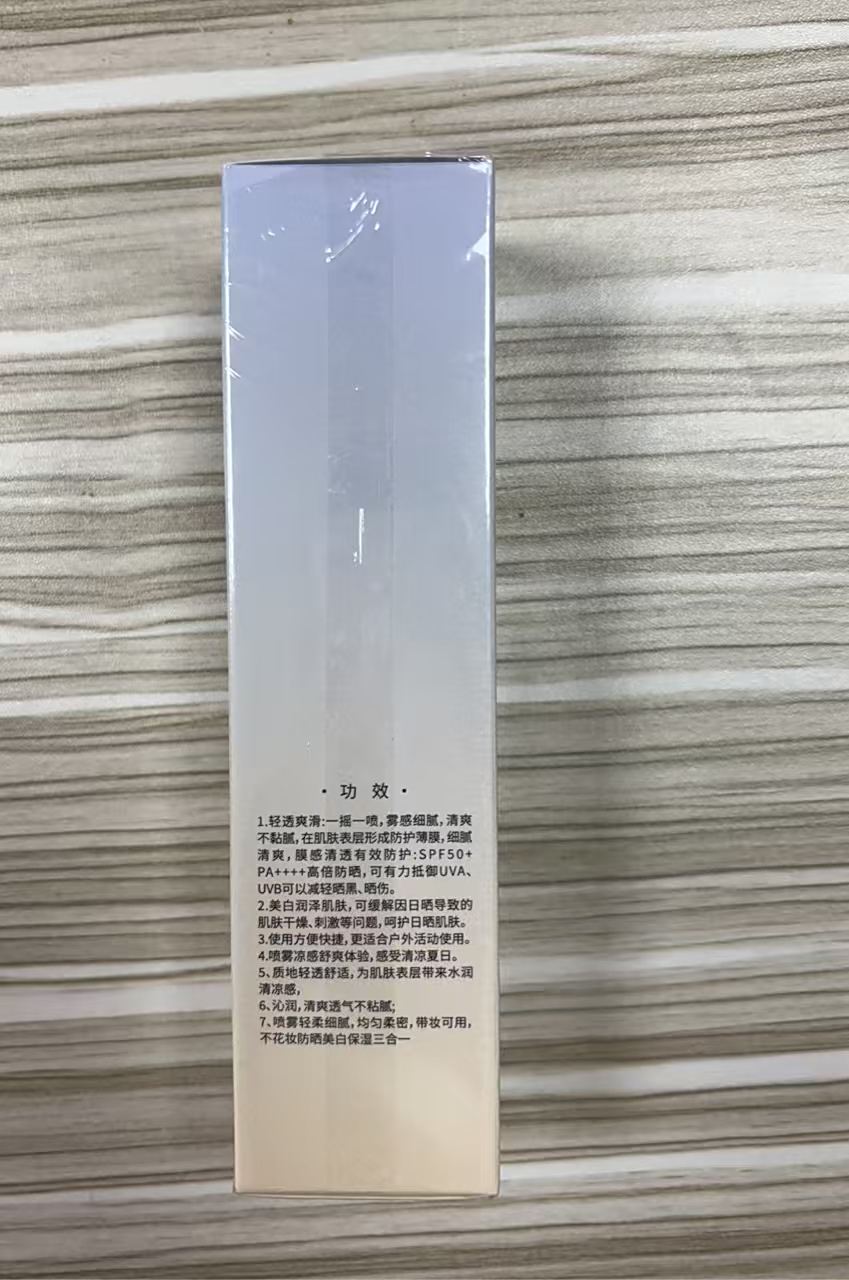 · 功 效 ·
1.轻透爽滑:一摇一喷,雾感细腻,清爽
不黏腻,在肌肤表层形成防护薄膜,细腻
清爽,膜感清透有效防护:SPF50+
PA++++高倍防晒,可有力抵御UVA、
UVB可以减轻晒黑、晒伤。
2.美白润泽肌肤,可缓解因日晒导致的
肌肤干燥、刺激等问题,呵护日晒肌肤。
3.使用方便快捷,更适合户外活动使用。
4.喷雾凉感舒爽体验,感受清凉夏日。
5、质地轻透舒适,为肌肤表层带来水润
清凉感,
6、沁润,清爽透气不粘腻;
7、喷雾轻柔细腻,均匀柔密,带妆可用,
不花妆防晒美白保湿三合一